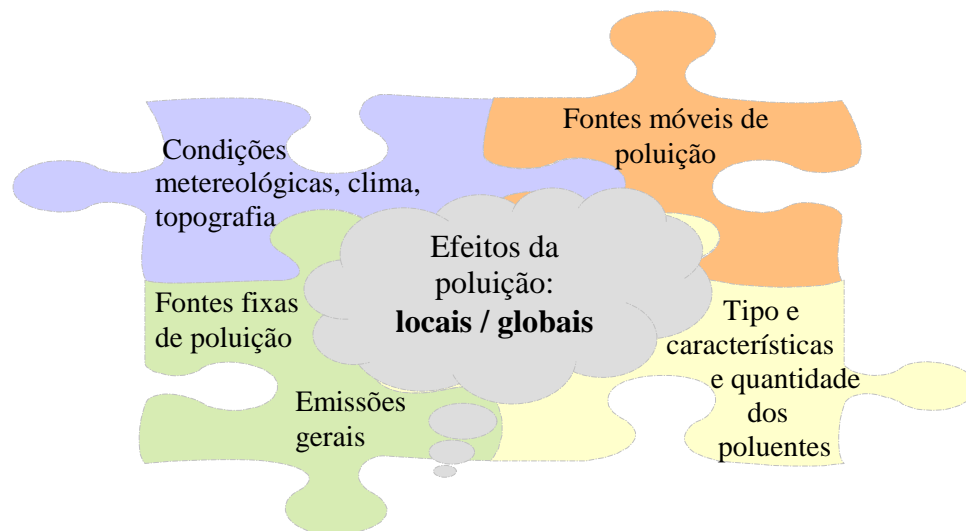 Condições
metereológicas, clima,
topografia
Fontes móveis de
poluição
Efeitos da
poluição:
locais / globais
Fontes fixas
de poluição
Emissões
gerais
Tipo e
características
e quantidade
dos
poluentes